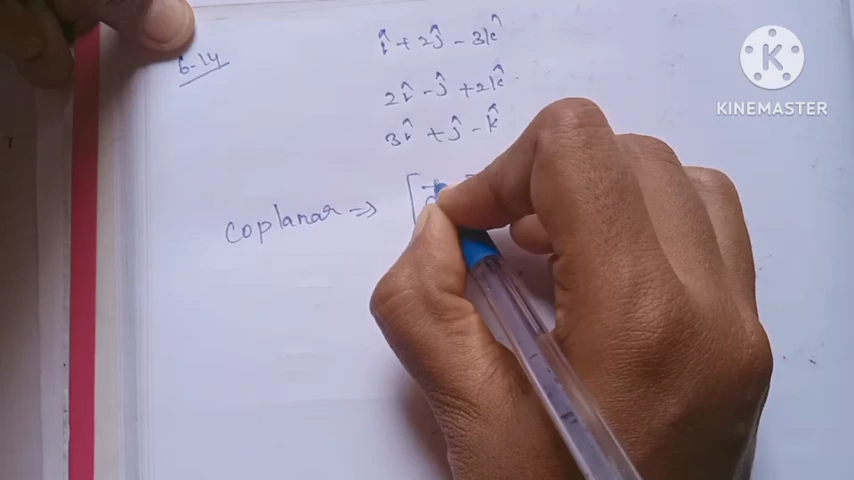 6.14
î + 2ĵ - 3k̂
2î - ĵ + 2k̂
3î + ĵ - k̂
coplanar ⇒ [
K
KINEMASTER